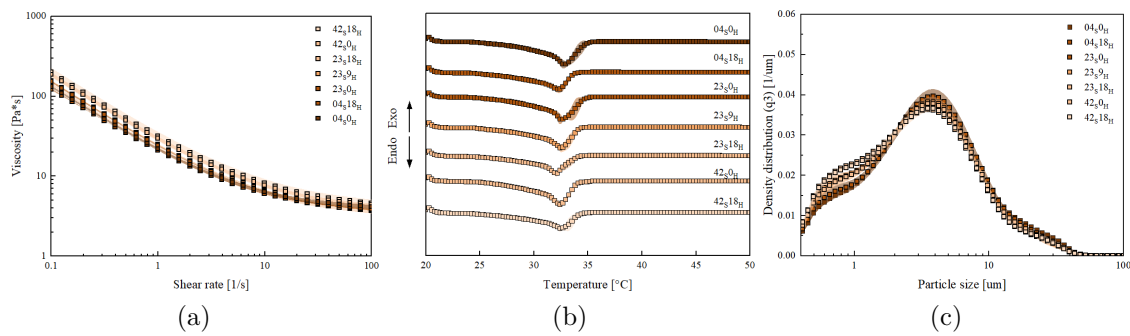 1000
100
10
1
0.1
1
10
100
Viscosity [Pa*s]
Shear rate [1/s]
42S18H
42S0H
23S18H
23S9H
23S0H
04S18H
04S0H
(a)
Endo Exo
04S0H
04S18H
23S0H
23S9H
23S18H
42S0H
42S18H
20
25
30
35
40
45
50
Temperature [°C]
(b)
Density distribution (q3) [1/um]
0.06
0.05
0.04
0.03
0.02
0.01
0.00
04S0H
04S18H
23S0H
23S9H
23S18H
42S0H
42S18H
1
10
100
Particle size [um]
(c)